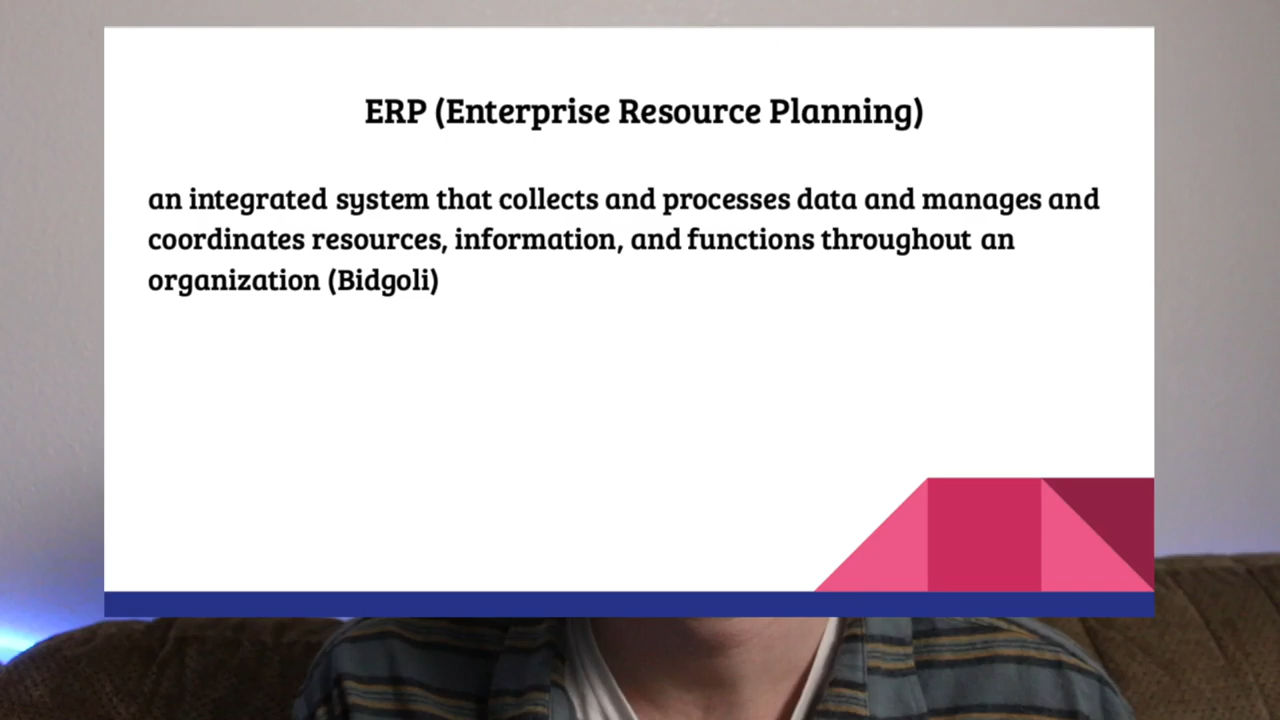 ERP (Enterprise Resource Planning)
an integrated system that collects and processes data and manages and
coordinates resources, information, and functions throughout an
organization (Bidgoli)